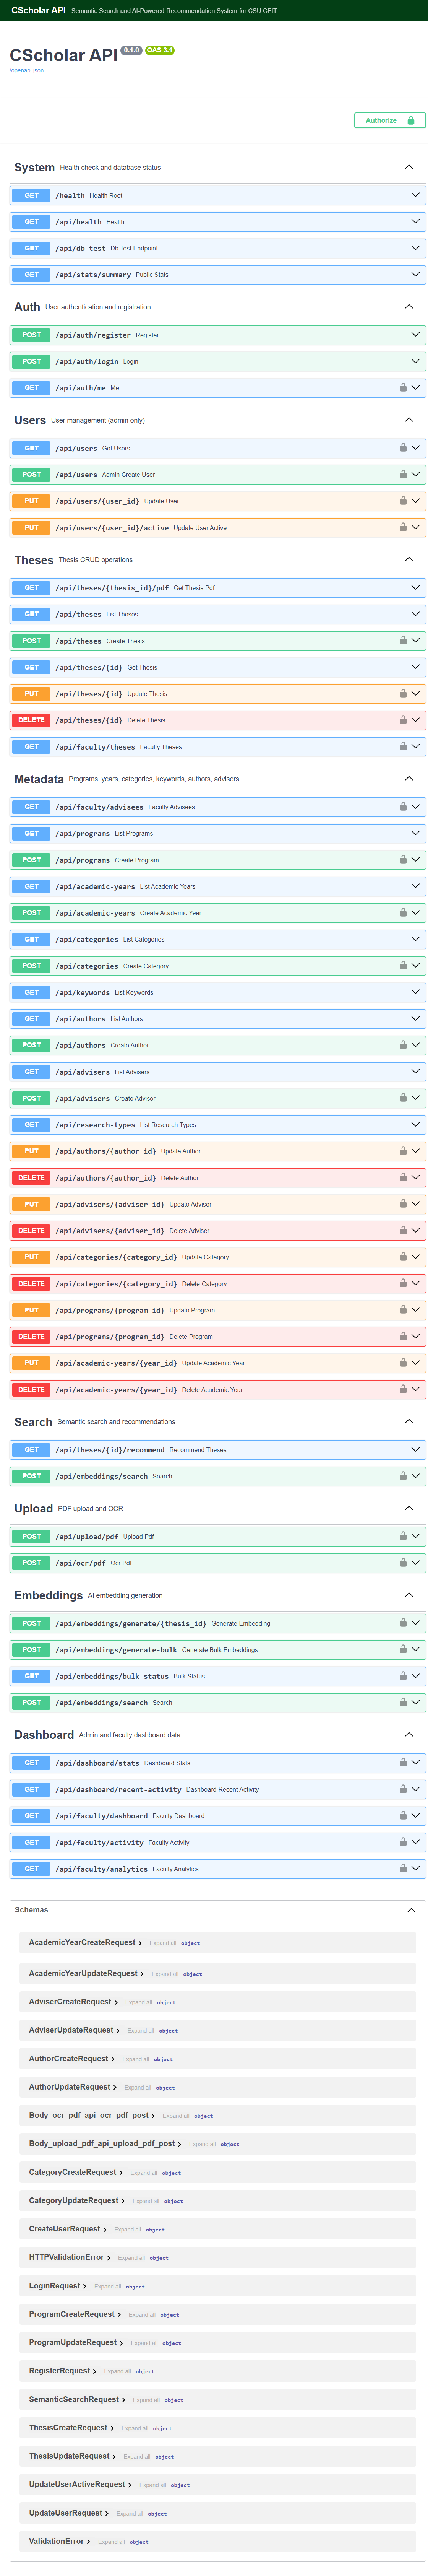 CScholar API Semantic Search and AI-Powered Recommendation System for CSU CEIT
CScholar API 0.1.0 OAS 3.1
/openapi.json
Authorize
System Health check and database status
GET /health Health Root
GET /api/health Health
GET /api/db-test Db Test Endpoint
GET /api/stats/summary Public Stats
Auth User authentication and registration
POST /api/auth/register Register
POST /api/auth/login Login
GET /api/auth/me Me
Users User management (admin only)
GET /api/users Get Users
POST /api/users Admin Create User
PUT /api/users/{user_id} Update User
PUT /api/users/{user_id}/active Update User Active
Theses Thesis CRUD operations
GET /api/theses/{thesis_id}/pdf Get Thesis Pdf
GET /api/theses List Theses
POST /api/theses Create Thesis
GET /api/theses/{id} Get Thesis
PUT /api/theses/{id} Update Thesis
DELETE /api/theses/{id} Delete Thesis
GET /api/faculty/theses Faculty Theses
Metadata Programs, years, categories, keywords, authors, advisers
GET /api/faculty/advisees Faculty Advisees
GET /api/programs List Programs
POST /api/programs Create Program
GET /api/academic-years List Academic Years
POST /api/academic-years Create Academic Year
GET /api/categories List Categories
POST /api/categories Create Category
GET /api/keywords List Keywords
GET /api/authors List Authors
POST /api/authors Create Author
GET /api/advisers List Advisers
POST /api/advisers Create Adviser
GET /api/research-types List Research Types
PUT /api/authors/{author_id} Update Author
DELETE /api/authors/{author_id} Delete Author
PUT /api/advisers/{adviser_id} Update Adviser
DELETE /api/advisers/{adviser_id} Delete Adviser
PUT /api/categories/{category_id} Update Category
DELETE /api/categories/{category_id} Delete Category
PUT /api/programs/{program_id} Update Program
DELETE /api/programs/{program_id} Delete Program
PUT /api/academic-years/{year_id} Update Academic Year
DELETE /api/academic-years/{year_id} Delete Academic Year
Search Semantic search and recommendations
GET /api/theses/{id}/recommend Recommend Theses
POST /api/embeddings/search Search
Upload PDF upload and OCR
POST /api/upload/pdf Upload Pdf
POST /api/ocr/pdf Ocr Pdf
Embeddings AI embedding generation
POST /api/embeddings/generate/{thesis_id} Generate Embedding
POST /api/embeddings/generate-bulk Generate Bulk Embeddings
GET /api/embeddings/bulk-status Bulk Status
POST /api/embeddings/search Search
Dashboard Admin and faculty dashboard data
GET /api/dashboard/stats Dashboard Stats
GET /api/dashboard/recent-activity Dashboard Recent Activity
GET /api/faculty/dashboard Faculty Dashboard
GET /api/faculty/activity Faculty Activity
GET /api/faculty/analytics Faculty Analytics
Schemas
AcademicYearCreateRequest Expand all object
AcademicYearUpdateRequest Expand all object
AdviserCreateRequest Expand all object
AdviserUpdateRequest Expand all object
AuthorCreateRequest Expand all object
AuthorUpdateRequest Expand all object
Body_ocr_pdf_api_ocr_pdf_post Expand all object
Body_upload_pdf_api_upload_pdf_post Expand all object
CategoryCreateRequest Expand all object
CategoryUpdateRequest Expand all object
CreateUserRequest Expand all object
HTTPValidationError Expand all object
LoginRequest Expand all object
ProgramCreateRequest Expand all object
ProgramUpdateRequest Expand all object
RegisterRequest Expand all object
SemanticSearchRequest Expand all object
ThesisCreateRequest Expand all object
ThesisUpdateRequest Expand all object
UpdateUserActiveRequest Expand all object
UpdateUserRequest Expand all object
ValidationError Expand all object